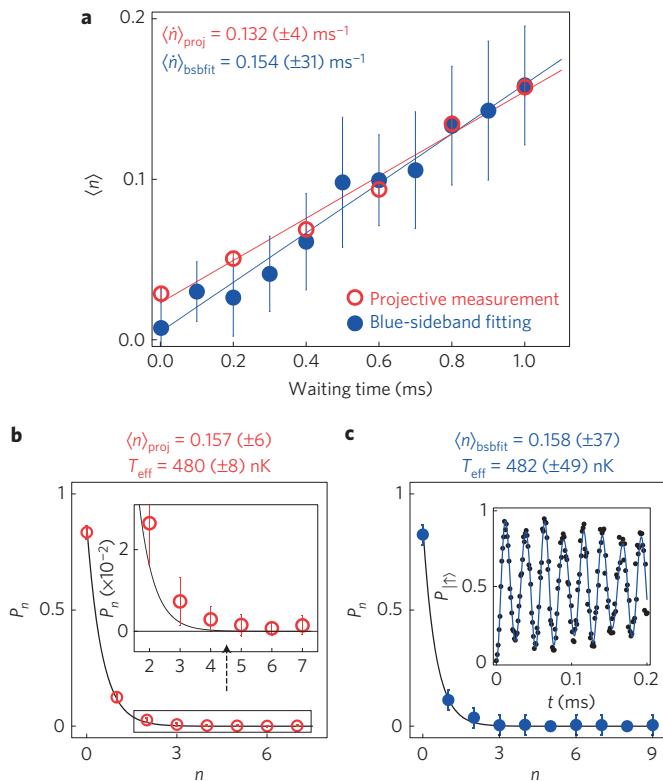 a
⟨ṅ⟩proj = 0.132 (±4) ms⁻¹
⟨ṅ⟩bsbfit = 0.154 (±31) ms⁻¹
0.2
0.1
0.0
⟨n⟩
Projective measurement
Blue-sideband fitting
0.0 0.2 0.4 0.6 0.8 1.0
Waiting time (ms)
b
⟨n⟩proj = 0.157 (±6)
Teff = 480 (±8) nK
1
0.5
0
Pn
Pn (×10⁻²)
2
0
2 3 4 5 6 7
0 3 6
n
c
⟨n⟩bsbfit = 0.158 (±37)
Teff = 482 (±49) nK
1
0.5
0
Pn
P|↑⟩
1
0.5
0
0 0.1 0.2
t (ms)
0 3 6 9
n